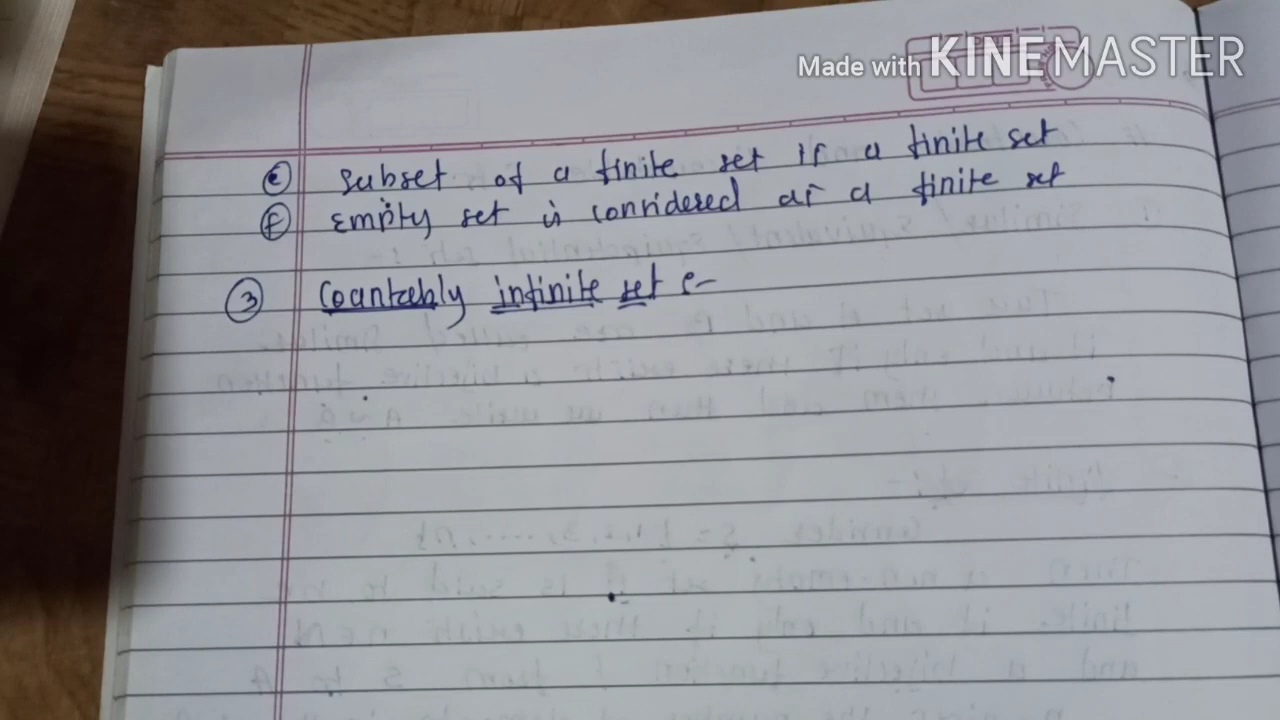 Made with KINEMASTER
(E) subset of a finite set is a finite set
(F) Empty set is considered as a finite set
(3) Countably infinite set :-